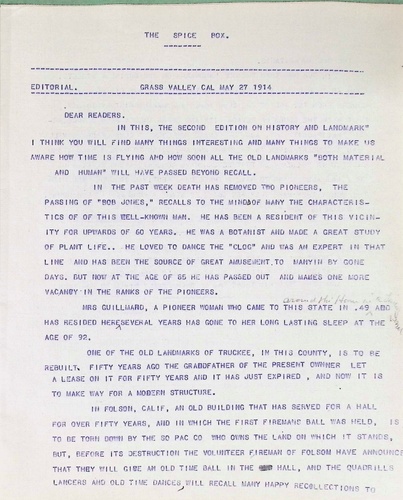 THE SPICE BOX.
EDITORIAL. GRASS VALLEY CAL MAY 27 1914
DEAR READERS.
IN THIS, THE SECOND EDITION ON HISTORY AND LANDMARK"
I THINK YOU WILL FIND MANY THINGS INTERESTING AND MANY THINGS TO MAKE US
AWARE HOW TIME IS FLYING AND HOW SOON ALL THE OLD LANDMARKS "BOTH MATERIAL
AND HUMAN" WILL HAVE PASSED BEYOND RECALL.
IN THE PAST WEEK DEATH HAS REMOVED TWO PIONEERS, THE
PASSING OF "BOB JONES," RECALLS TO THE MINDS OF MANY THE CHARACTERIS-
TICS OF OF THIS WELL-KNOWN MAN. HE HAS BEEN A RESIDENT OF THIS VICIN-
ITY FOR UPWARDS OF 60 YEARS. HE WAS A BOTANIST AND MADE A GREAT STUDY
OF PLANT LIFE.. HE LOVED TO DANCE THE "CLOG" AND WAS AN EXPERT IN THAT
LINE AND HAS BEEN THE SOURCE OF GREAT AMUSEMENT TO MANYIN BY GONE
DAYS. BUT NOW AT THE AGE OF 85 HE HAS PASSED OUT AND MAKES ONE MORE
VACANCY IN THE RANKS OF THE PIONEERS.
around the Horn in
MRS GUILLMARD, A PIONEER WOMAN WHO CAME TO THIS STATE IN .49 AND
HAS RESIDED HERE SEVERAL YEARS HAS GONE TO HER LONG LASTING SLEEP AT THE
AGE OF 92.
ONE OF THE OLD LANDMARKS OF TRUCKEE, IN THIS COUNTY, IS TO BE
REBUILT. FIFTY YEARS AGO THE GRABDFATHER OF THE PRESENT OWNEER LET
A LEASE ON IT FOR FIFTY YEARS AND IT HAS JUST EXPIRED, AND NOW IT IS
TO MAKE WAY FOR A MODERN STRUCTURE.
IN FOLSON, CALIF, AN OLD BUILDING THAT HAS SERVED FOR A HALL
FOR OVER FIFTY YEARS, AND IN WHICH THE FIRST FIREMANS BALL WAS HELD, IS
TO BE TORN DOWN BY THE SO PAC CO WHO OWNS THE LAND ON WHICH IT STANDS,
BUT, BEFORE ITS DESTRUCTION THE VOLUNTEER FIREMAN OF FOLSOM HAVE ANNOUNCE
THAT THEY WILL GIVE AN OLD TIME BALL IN THE HALL, AND THE QUADRILLS
LANCERS AND OLD TIME DANCES WILL RECALL MANY HAPPY RECOLLECTIONS TO